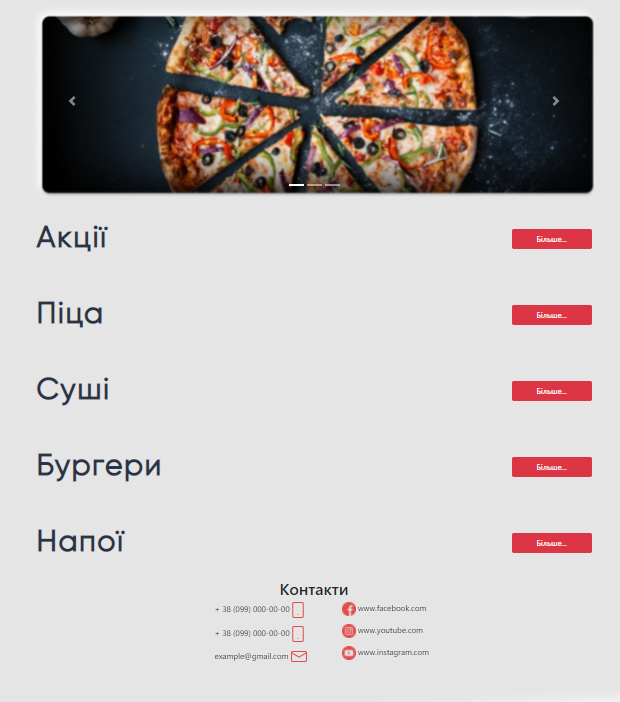 Акції
Більше...
Піца
Більше...
Суші
Більше...
Бургери
Більше...
Напої
Більше...
Контакти
+ 38 (099) 000-00-00
www.facebook.com
+ 38 (099) 000-00-00
www.youtube.com
example@gmail.com
www.instagram.com